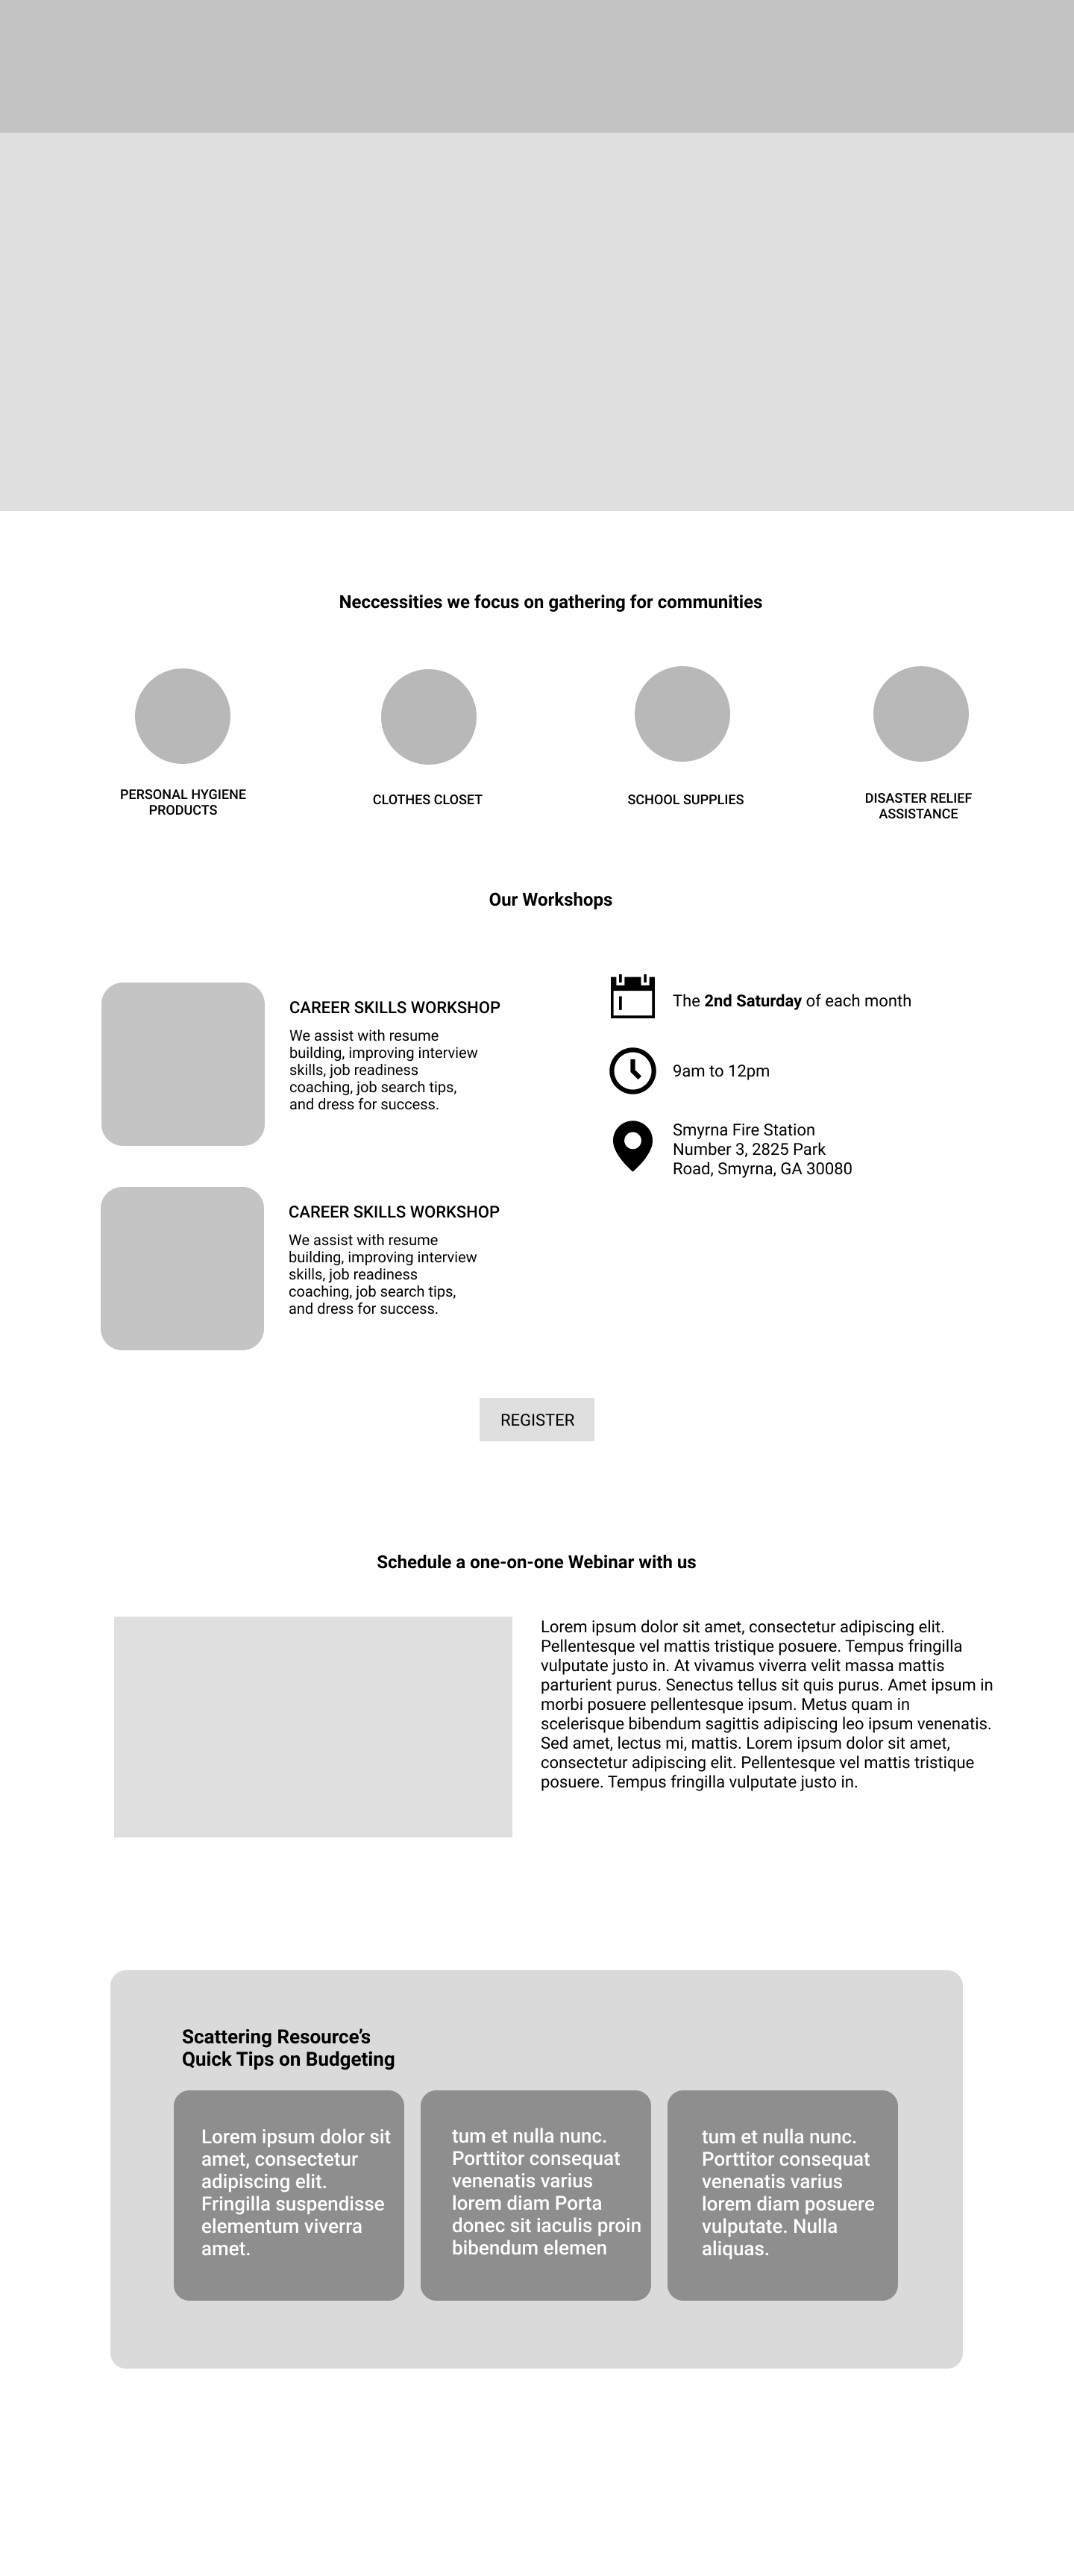 Neccessities we focus on gathering for communities
PERSONAL HYGIENE
PRODUCTS
CLOTHES CLOSET
SCHOOL SUPPLIES
DISASTER RELIEF
ASSISTANCE
Our Workshops
CAREER SKILLS WORKSHOP
We assist with resume
building, improving interview
skills, job readiness
coaching, job search tips,
and dress for success.
The 2nd Saturday of each month
9am to 12pm
Smyrna Fire Station
Number 3, 2825 Park
Road, Smyrna, GA 30080
CAREER SKILLS WORKSHOP
We assist with resume
building, improving interview
skills, job readiness
coaching, job search tips,
and dress for success.
REGISTER
Schedule a one-on-one Webinar with us
Lorem ipsum dolor sit amet, consectetur adipiscing elit.
Pellentesque vel mattis tristique posuere. Tempus fringilla
vulputate justo in. At vivamus viverra velit massa mattis
parturient purus. Senectus tellus sit quis purus. Amet ipsum in
morbi posuere pellentesque ipsum. Metus quam in
scelerisque bibendum sagittis adipiscing leo ipsum venenatis.
Sed amet, lectus mi, mattis. Lorem ipsum dolor sit amet,
consectetur adipiscing elit. Pellentesque vel mattis tristique
posuere. Tempus fringilla vulputate justo in.
Scattering Resource’s
Quick Tips on Budgeting
Lorem ipsum dolor sit
amet, consectetur
adipiscing elit.
Fringilla suspendisse
elementum viverra
amet.
tum et nulla nunc.
Porttitor consequat
venenatis varius
lorem diam Porta
donec sit iaculis proin
bibendum elemen
tum et nulla nunc.
Porttitor consequat
venenatis varius
lorem diam posuere
vulputate. Nulla
aliquas.